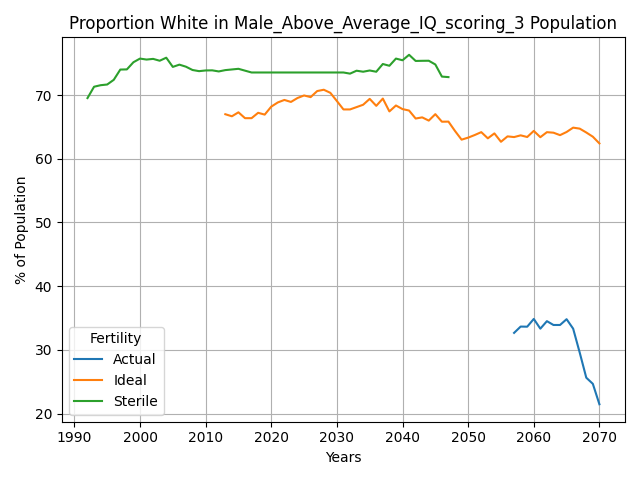 Proportion White in Male_Above_Average_IQ_scoring_3 Population
% of Population
70
60
50
40
30
20
Fertility
Actual
Ideal
Sterile
1990 2000 2010 2020 2030 2040 2050 2060 2070
Years